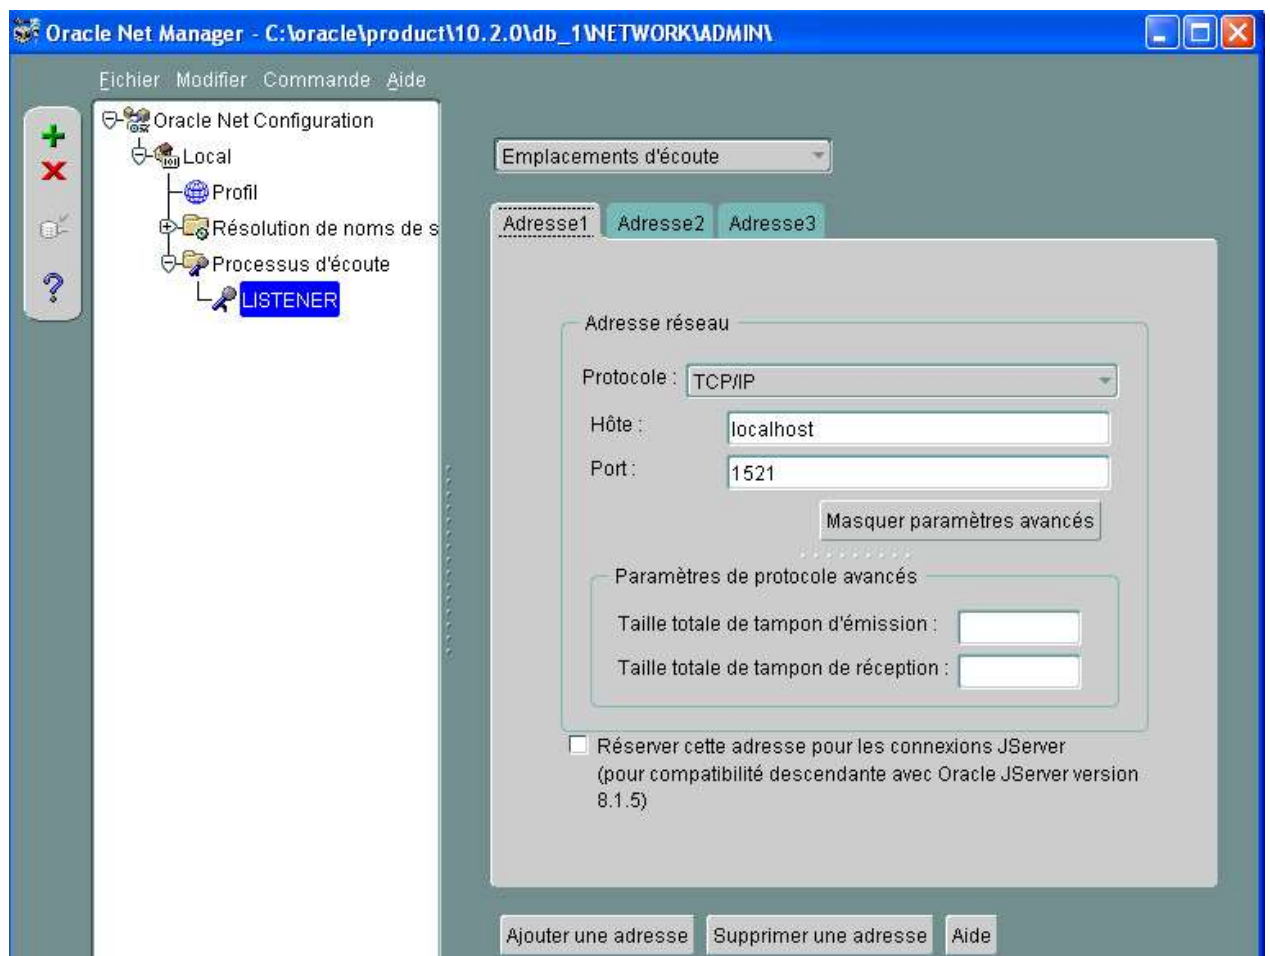 Oracle Net Manager - C:\oracle\product\10.2.0\db_1\NETWORK\ADMIN\
Fichier Modifier Commande Aide
Oracle Net Configuration
Local
Profil
Résolution de noms de s
Processus d'écoute
LISTENER
Emplacements d'écoute
Adresse1 Adresse2 Adresse3
Adresse réseau
Protocole : TCP/IP
Hôte : localhost
Port : 1521
Masquer paramètres avancés
Paramètres de protocole avancés
Taille totale de tampon d'émission :
Taille totale de tampon de réception :
Réserver cette adresse pour les connexions JServer
(pour compatibilité descendante avec Oracle JServer version
8.1.5)
Ajouter une adresse Supprimer une adresse Aide